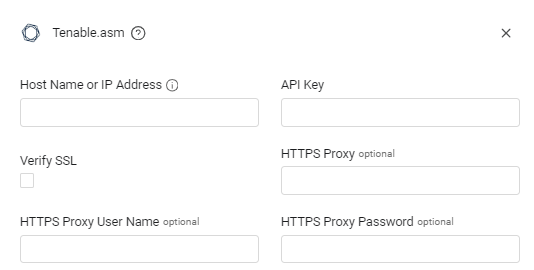 Tenable.asm
Host Name or IP Address
API Key
Verify SSL
HTTPS Proxy optional
HTTPS Proxy User Name optional
HTTPS Proxy Password optional